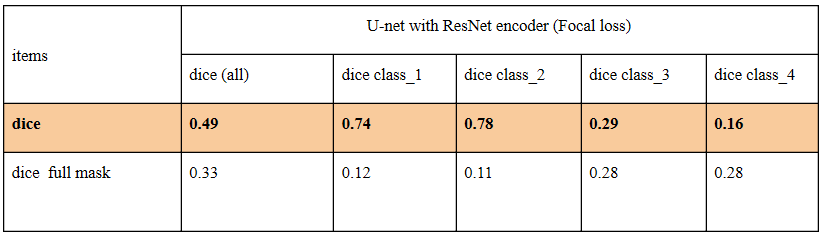 items
U-net with ResNet encoder (Focal loss)
dice (all) dice class_1 dice class_2 dice class_3 dice class_4
dice 0.49 0.74 0.78 0.29 0.16
dice full mask 0.33 0.12 0.11 0.28 0.28